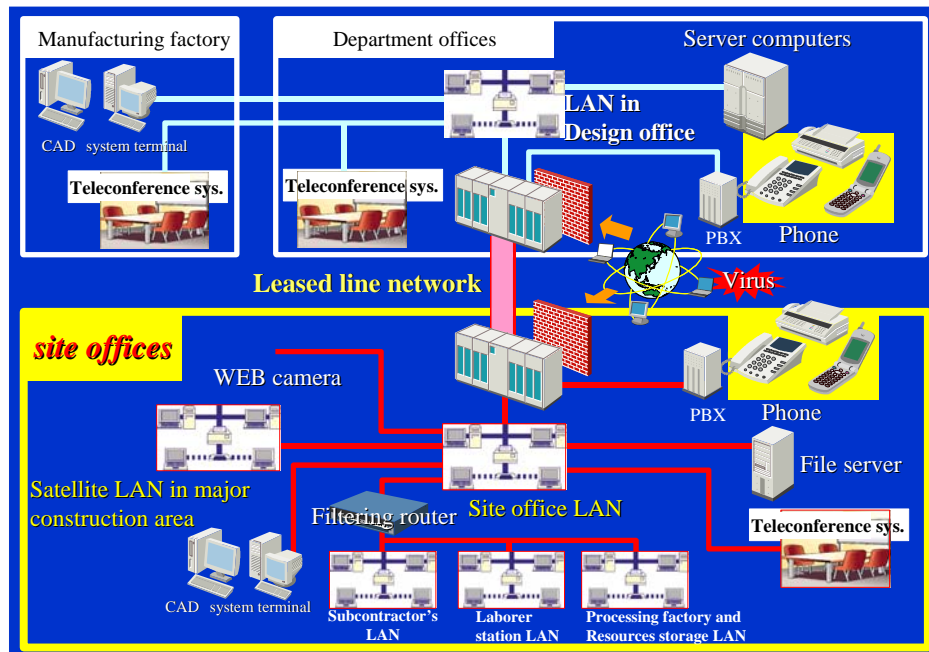 Manufacturing factory
Department offices
Server computers
LAN in
Design office
CAD system terminal
Teleconference sys.
Teleconference sys.
PBX
Phone
Leased line network
Virus
site offices
WEB camera
PBX
Phone
File server
Satellite LAN in major
construction area
Filtering router
Site office LAN
Teleconference sys.
CAD system terminal
Subcontractor's
LAN
Laborer
station LAN
Processing factory and
Resources storage LAN